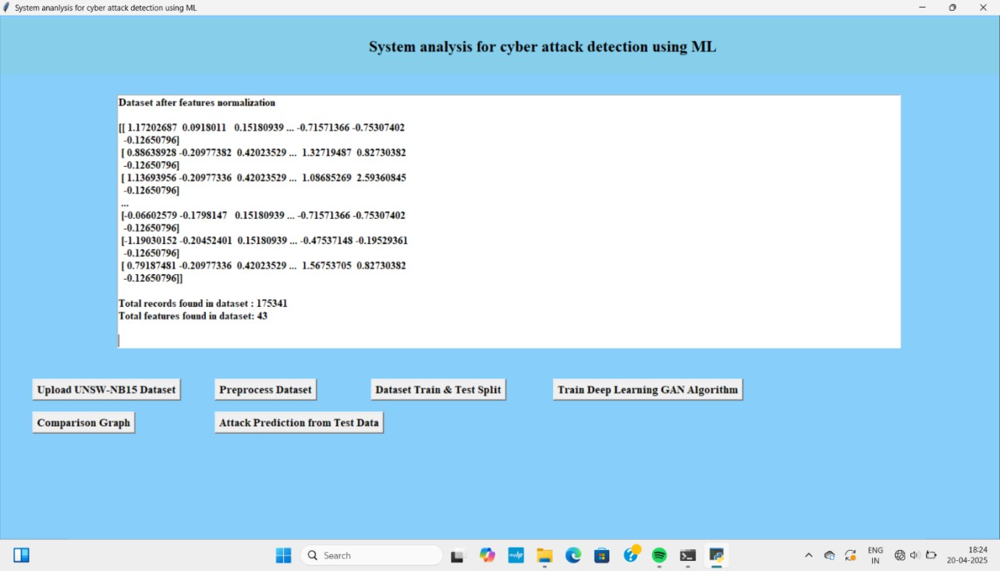 System ananlysis for cyber attack detection using ML
System analysis for cyber attack detection using ML
Dataset after features normalization
[[ 1.17202687 0.0918011 0.15180939 ... -0.71571366 -0.75307402
-0.12650796]
[ 0.88638928 -0.20977382 0.42023529 ... 1.32719487 0.82730382
-0.12650796]
[ 1.13693956 -0.20977336 0.42023529 ... 1.08685269 2.59360845
-0.12650796]
...
[-0.06602579 -0.1798147 0.15180939 ... -0.71571366 -0.75307402
-0.12650796]
[-1.19030152 -0.20452401 0.15180939 ... -0.47537148 -0.19529361
-0.12650796]
[ 0.79187481 -0.20977336 0.42023529 ... 1.56753705 0.82730382
-0.12650796]]
Total records found in dataset : 175341
Total features found in dataset: 43
Upload UNSW-NB15 Dataset
Preprocess Dataset
Dataset Train & Test Split
Train Deep Learning GAN Algorithm
Comparison Graph
Attack Prediction from Test Data
Search
ENG
IN
18:24
20-04-2025